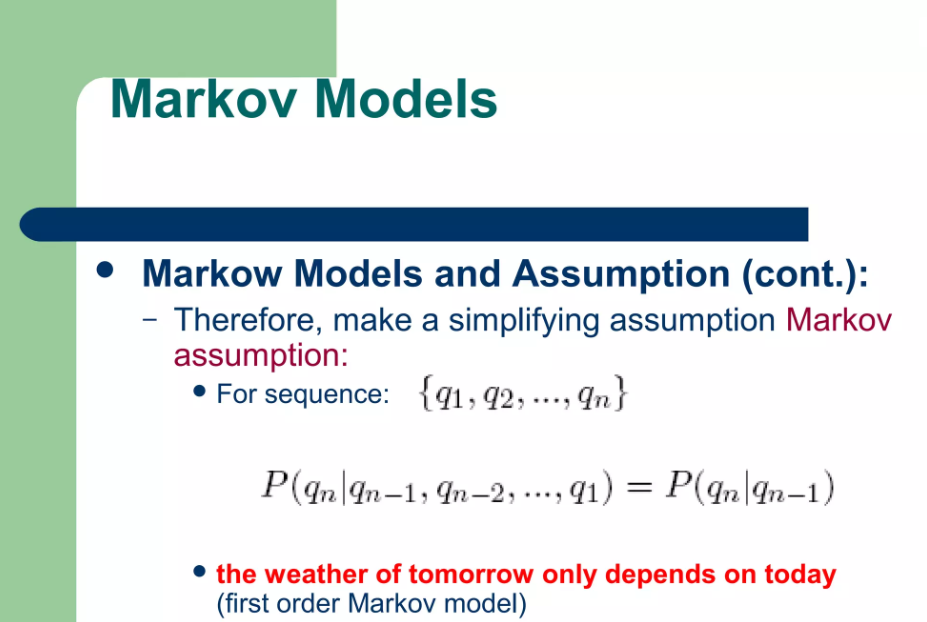 Markov Models
Markow Models and Assumption (cont.):
– Therefore, make a simplifying assumption Markov
assumption:
For sequence: {q1, q2, ..., qn}
P(qn|qn−1, qn−2, ..., q1) = P(qn|qn−1)
the weather of tomorrow only depends on today
(first order Markov model)